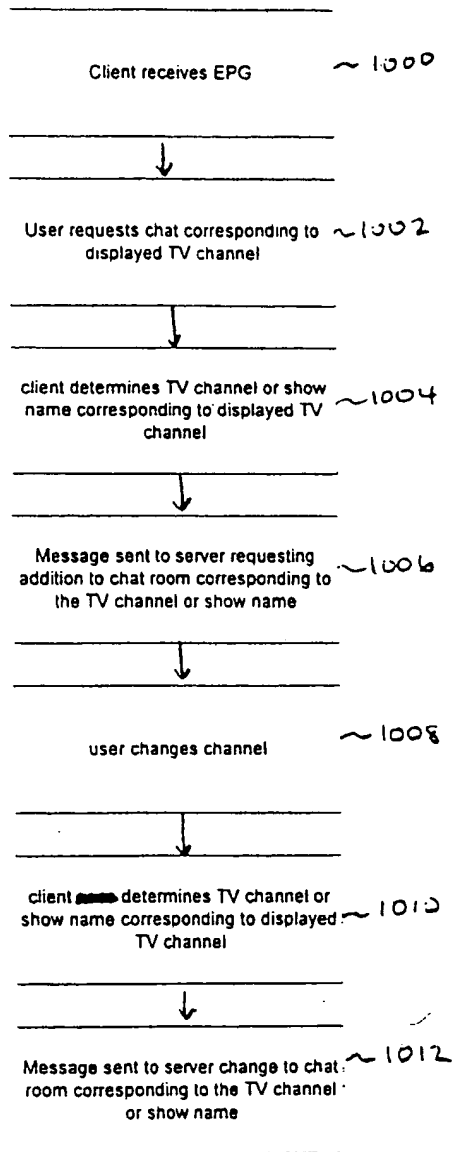 Client receives EPG ~ 1000
User requests chat corresponding to ~1002
displayed TV channel
client determines TV channel or show
name corresponding to displayed TV ~1004
channel
Message sent to server requesting
addition to chat room corresponding to ~1006
the TV channel or show name
user changes channel ~ 1008
client determines TV channel or
show name corresponding to displayed ~ 1010
TV channel
Message sent to server change to chat ~ 1012
room corresponding to the TV channel
or show name